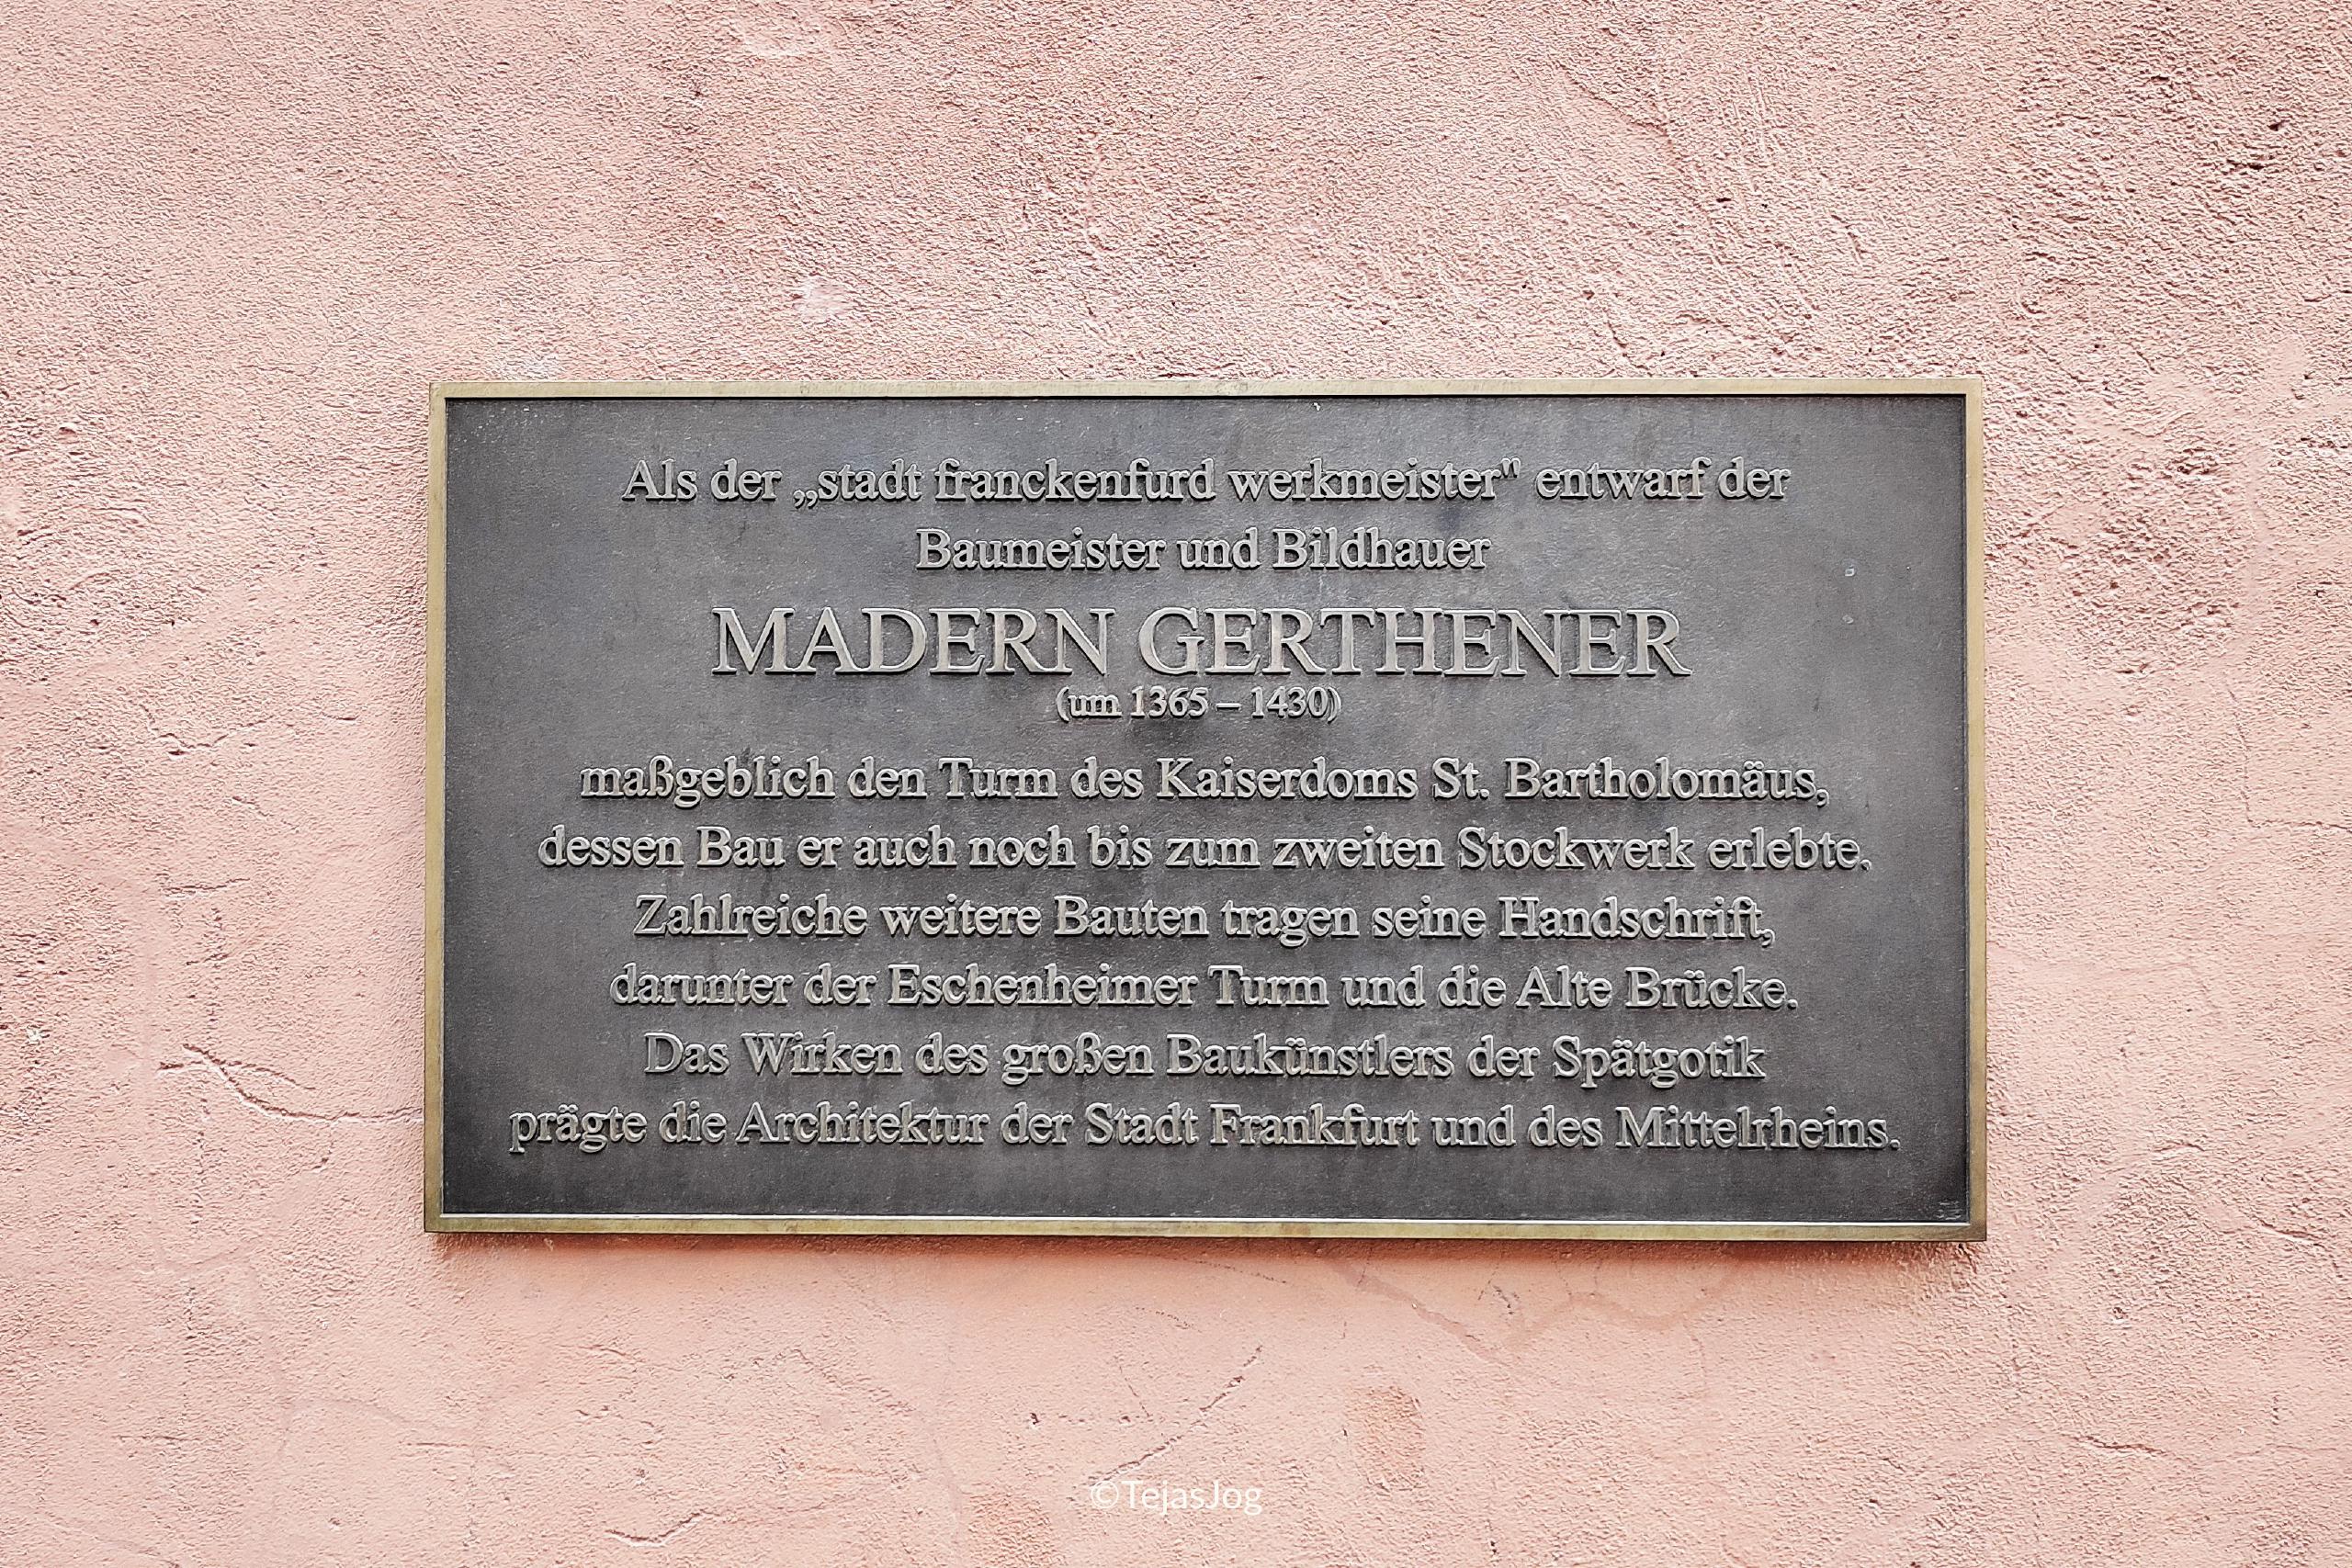 Als der „stadt franckenfurd werkmeister" entwarf der
Baumeister und Bildhauer
MADERN GERTHENER
(um 1365 – 1430)
maßgeblich den Turm des Kaiserdoms St. Bartholomäus,
dessen Bau er auch noch bis zum zweiten Stockwerk erlebte.
Zahlreiche weitere Bauten tragen seine Handschrift,
darunter der Eschenheimer Turm und die Alte Brücke.
Das Wirken des großen Baukünstlers der Spätgotik
prägte die Architektur der Stadt Frankfurt und des Mittelrheins.
©TejasJog